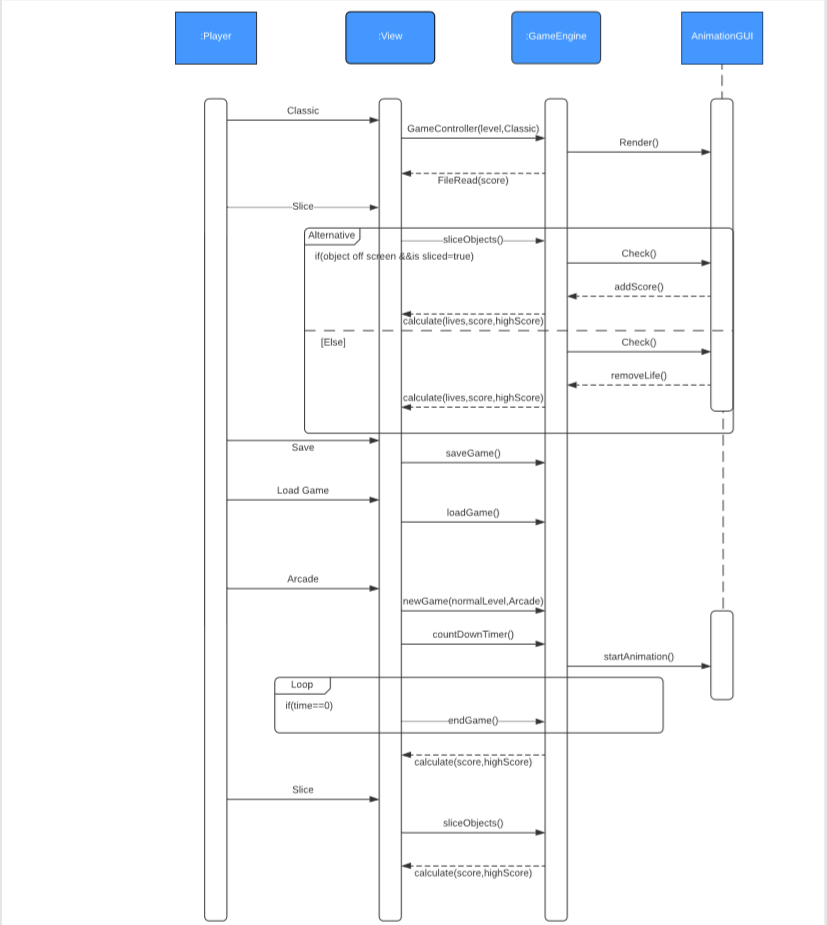 :Player
:View
:GameEngine
AnimationGUI
Classic
GameController(level,Classic)
Render()
FileRead(score)
Slice
Alternative
sliceObjects()
if(object off screen &&is sliced=true)
Check()
addScore()
calculate(lives,score,highScore)
[Else]
Check()
removeLife()
calculate(lives,score,highScore)
Save
saveGame()
Load Game
loadGame()
Arcade
newGame(normalLevel,Arcade)
countDownTimer()
startAnimation()
Loop
if(time==0)
endGame()
calculate(score,highScore)
Slice
sliceObjects()
calculate(score,highScore)